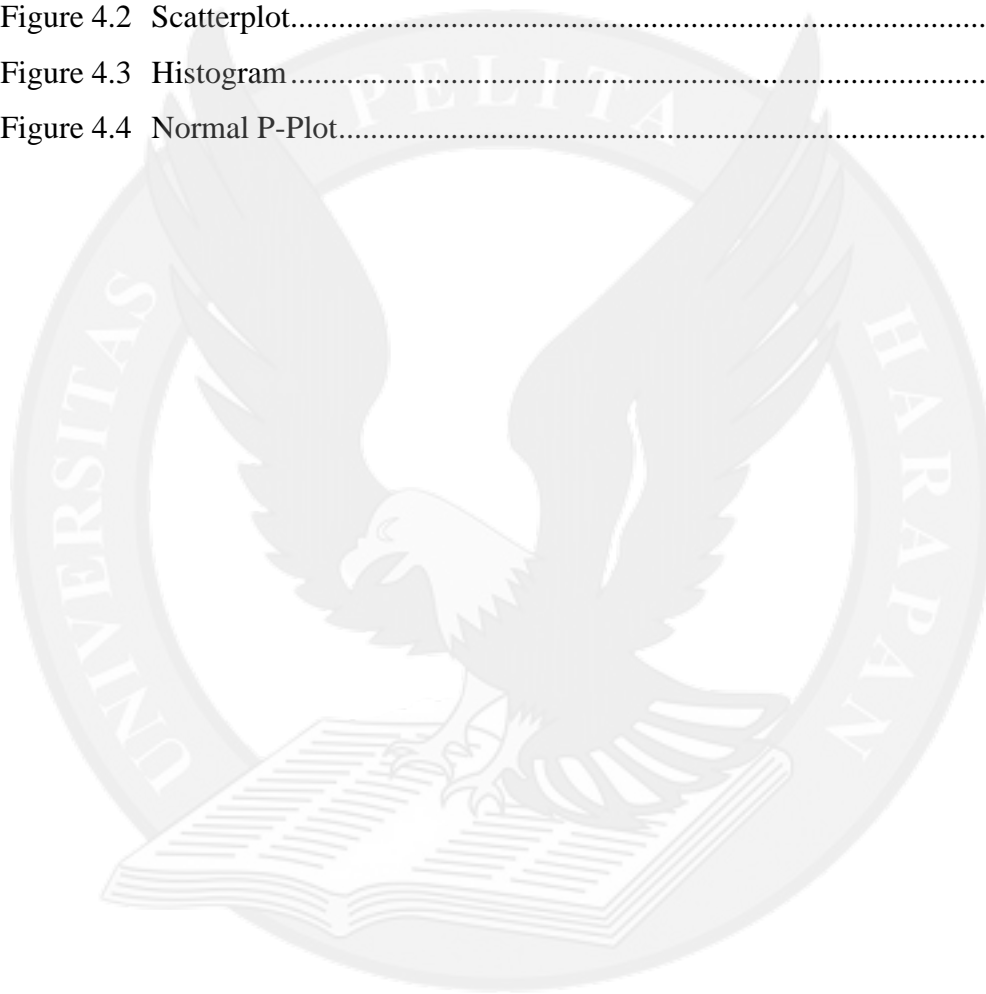 Figure 4.2 Scatterplot..........................................................................................
Figure 4.3 Histogram..........................................................................................
Figure 4.4 Normal P-Plot....................................................................................
UNIVERSITAS PELITA HARAPAN